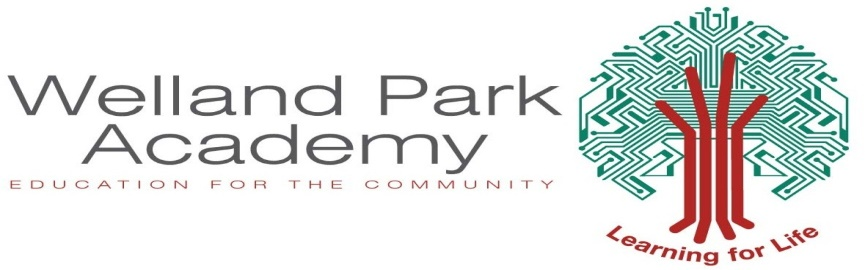 Welland Park
Academy
EDUCATION FOR THE COMMUNITY
Learning for Life